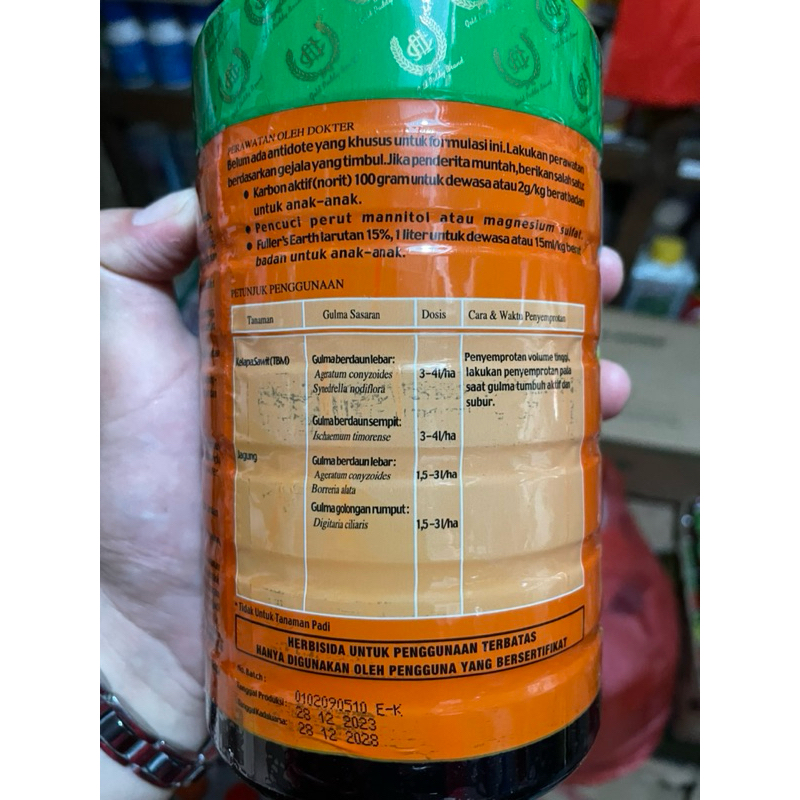 PERAWATAN OLEH DOKTER
Belum ada antidote yang khusus untuk formulasi ini. Lakukan perawatan
berdasarkan gejala yang timbul. Jika penderita muntah, berikan salah satu:
• Karbon aktif (norit) 100 gram untuk dewasa atau 2g/kg berat badan
untuk anak-anak.
• Pencuci perut mannitol atau magnesium sulfat.
• Fuller's Earth larutan 15%, 1 liter untuk dewasa atau 15ml/kg berat
badan untuk anak-anak.
PETUNJUK PENGGUNAAN
Tanaman Gulma Sasaran Dosis Cara & Waktu Penyemprotan
Kelapa Sawit (TBM) Gulma berdaun lebar: Penyemprotan volume tinggi,
Agratum conyzoides 3-4l/ha lakukan penyemprotan pada
Synedrella nodiflora saat gulma tumbuh aktif dan
subur.
Gulma berdaun sempit:
Ischaemum timorense 3-4l/ha
Jagung Gulma berdaun lebar:
Ageratum conyzoides 1,5-3l/ha
Borreria alata
Gulma golongan rumput:
Digitaria ciliaris 1,5-3l/ha
• Tidak Untuk Tanaman Padi
HERBISIDA UNTUK PENGGUNAAN TERBATAS
HANYA DIGUNAKAN OLEH PENGGUNA YANG BERSERTIFIKAT
No. Batch : 0102090510 E-K
Tanggal Produksi : 28 12 2023
Tanggal Kadaluarsa: 28 12 2028